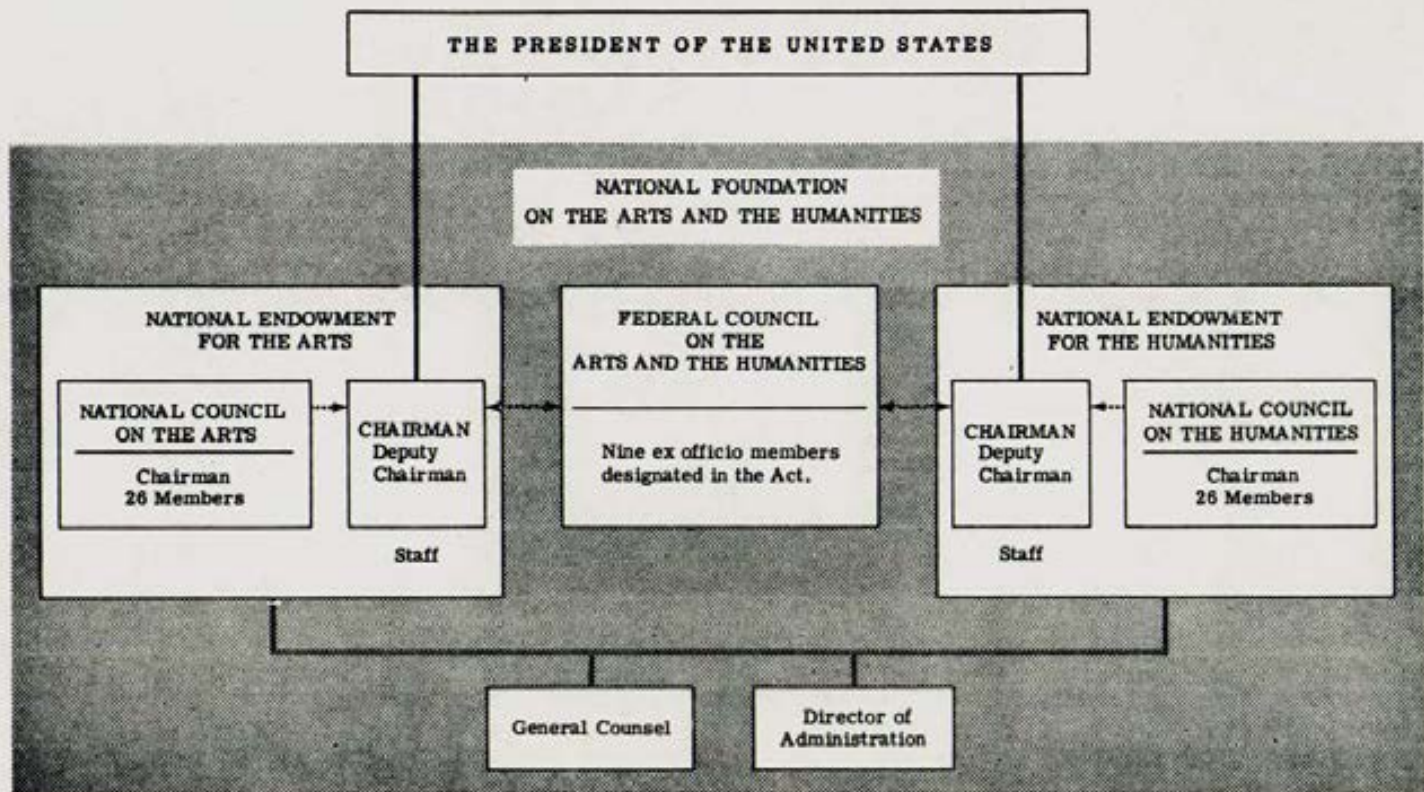 THE PRESIDENT OF THE UNITED STATES
NATIONAL FOUNDATION
ON THE ARTS AND THE HUMANITIES
NATIONAL ENDOWMENT
FOR THE ARTS
NATIONAL COUNCIL
ON THE ARTS
Chairman
26 Members
CHAIRMAN
Deputy
Chairman
Staff
FEDERAL COUNCIL
ON THE
ARTS AND THE HUMANITIES
Nine ex officio members
designated in the Act.
NATIONAL ENDOWMENT
FOR THE HUMANITIES
CHAIRMAN
Deputy
Chairman
Staff
NATIONAL COUNCIL
ON THE HUMANITIES
Chairman
26 Members
General Counsel
Director of
Administration